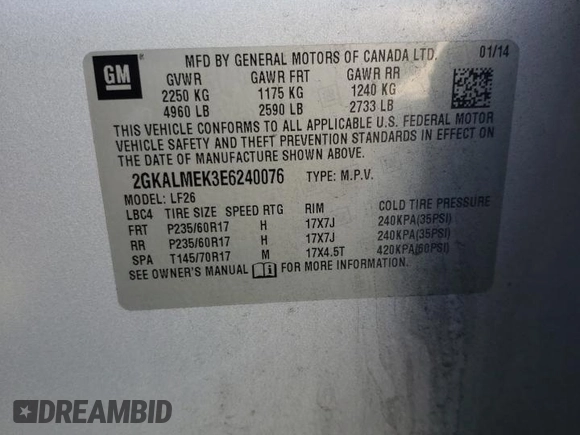 GM
MFD BY GENERAL MOTORS OF CANADA LTD. 01/14
GVWR GAWR FRT GAWR RR
2250 KG 1175 KG 1240 KG
4960 LB 2590 LB 2733 LB
THIS VEHICLE CONFORMS TO ALL APPLICABLE U.S. FEDERAL MOTOR
VEHICLE SAFETY AND THEFT PREVENTION STANDARDS IN EFFECT ON
THE DATE OF MANUFACTURE SHOWN ABOVE.
2GKALMEK3E6240076 TYPE: M.P.V.
MODEL: LF26
LBC4 TIRE SIZE SPEED RTG RIM COLD TIRE PRESSURE
FRT P235/60R17 H 17X7J 240KPA(35PSI)
RR P235/60R17 H 17X7J 240KPA(35PSI)
SPA T145/70R17 M 17X4.5T 420KPA(60PSI)
SEE OWNER'S MANUAL FOR MORE INFORMATION.
DREAMBID